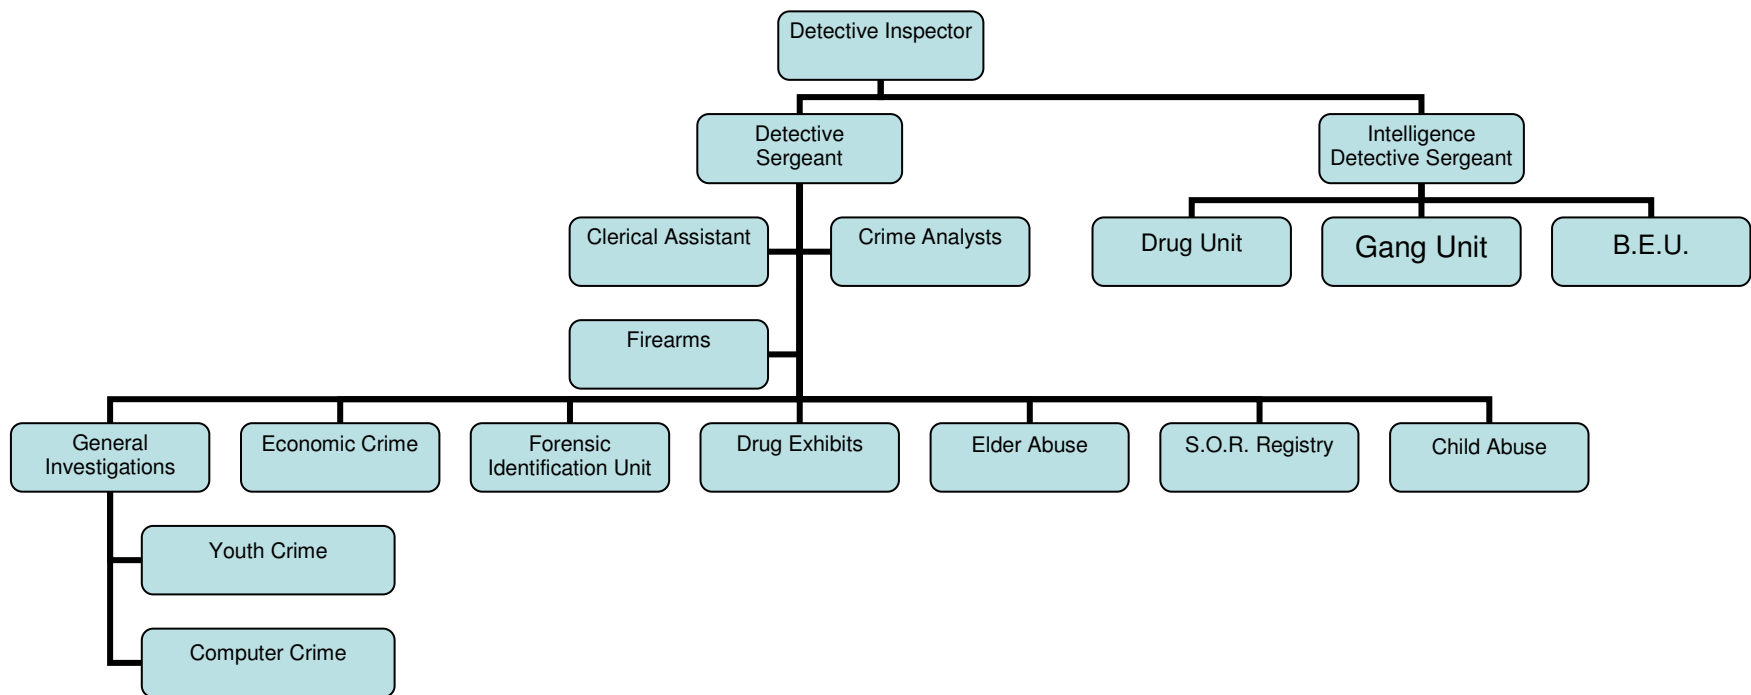 Detective Inspector
Detective
Sergeant
Intelligence
Detective Sergeant
Clerical Assistant
Crime Analysts
Drug Unit
Gang Unit
B.E.U.
Firearms
General
Investigations
Economic Crime
Forensic
Identification Unit
Drug Exhibits
Elder Abuse
S.O.R. Registry
Child Abuse
Youth Crime
Computer Crime